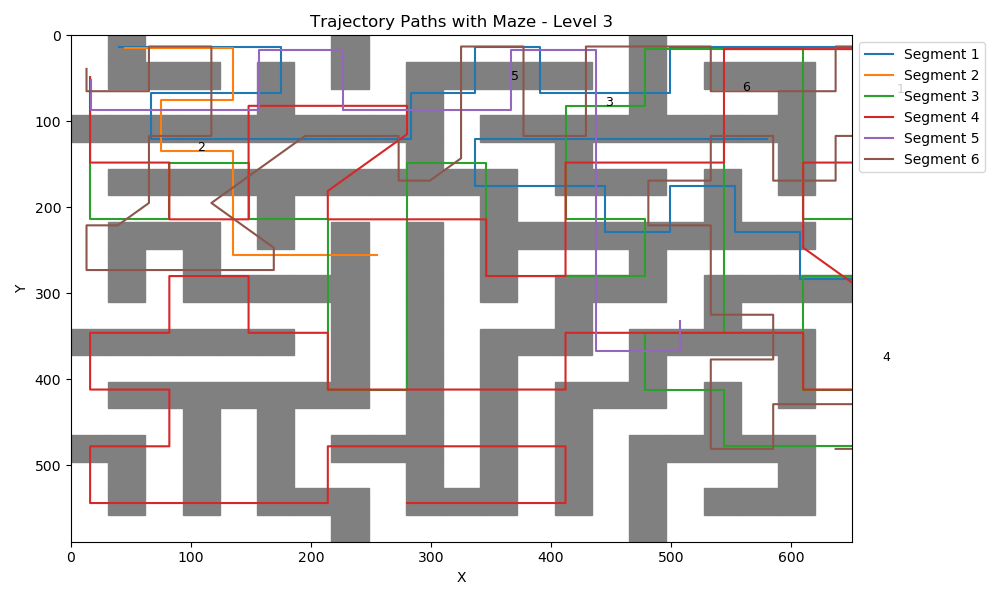 Trajectory Paths with Maze - Level 3
Segment 1
Segment 2
Segment 3
Segment 4
Segment 5
Segment 6
1
2
3
4
5
6
Y
0
100
200
300
400
500
0
100
200
300
400
500
600
X